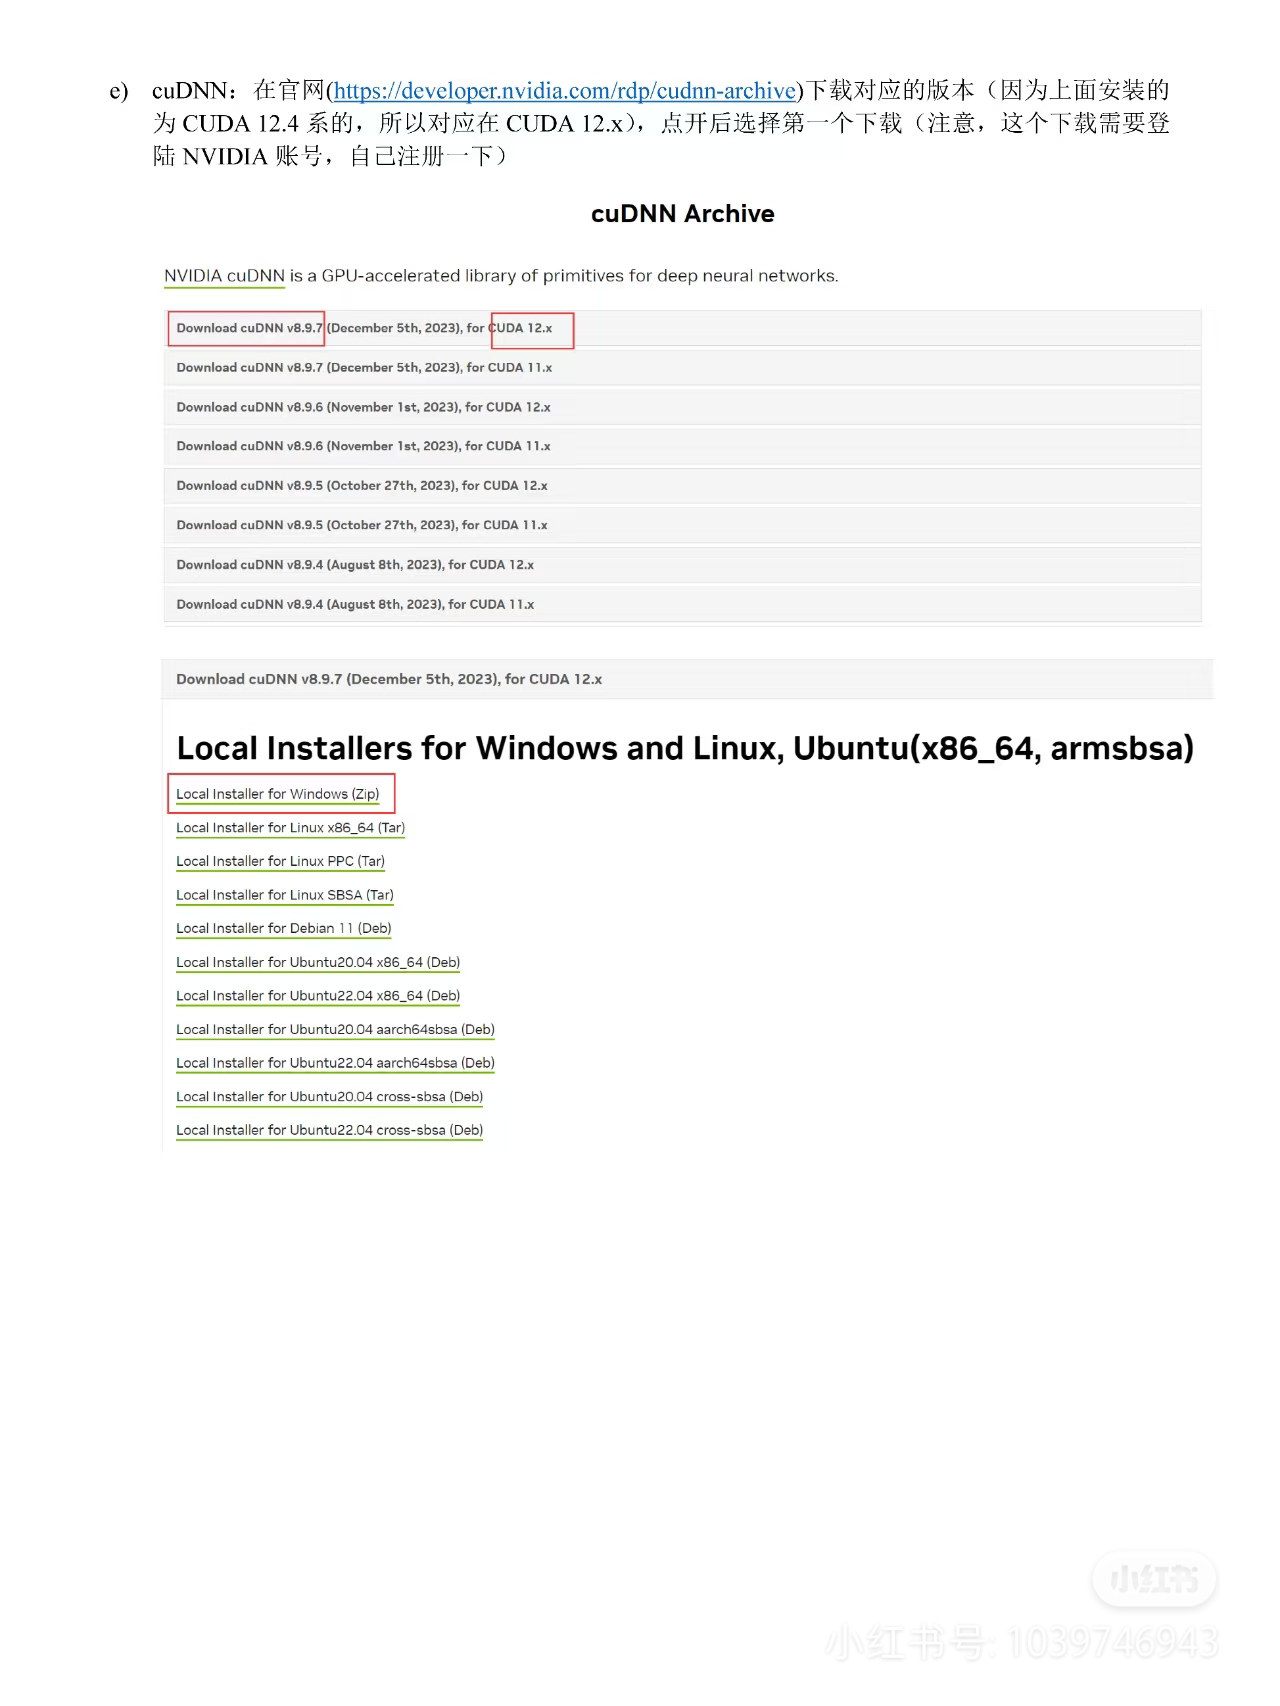 e) cuDNN：在官网(https://developer.nvidia.com/rdp/cudnn-archive)下载对应的版本（因为上面安装的
为 CUDA 12.4 系的，所以对应在 CUDA 12.x），点开后选择第一个下载（注意，这个下载需要登
陆 NVIDIA 账号，自己注册一下）
cuDNN Archive
NVIDIA cuDNN is a GPU-accelerated library of primitives for deep neural networks.
Download cuDNN v8.9.7 (December 5th, 2023), for CUDA 12.x
Download cuDNN v8.9.7 (December 5th, 2023), for CUDA 11.x
Download cuDNN v8.9.6 (November 1st, 2023), for CUDA 12.x
Download cuDNN v8.9.6 (November 1st, 2023), for CUDA 11.x
Download cuDNN v8.9.5 (October 27th, 2023), for CUDA 12.x
Download cuDNN v8.9.5 (October 27th, 2023), for CUDA 11.x
Download cuDNN v8.9.4 (August 8th, 2023), for CUDA 12.x
Download cuDNN v8.9.4 (August 8th, 2023), for CUDA 11.x
Download cuDNN v8.9.7 (December 5th, 2023), for CUDA 12.x
Local Installers for Windows and Linux, Ubuntu(x86_64, armsbsa)
Local Installer for Windows (Zip)
Local Installer for Linux x86_64 (Tar)
Local Installer for Linux PPC (Tar)
Local Installer for Linux SBSA (Tar)
Local Installer for Debian 11 (Deb)
Local Installer for Ubuntu20.04 x86_64 (Deb)
Local Installer for Ubuntu22.04 x86_64 (Deb)
Local Installer for Ubuntu20.04 aarch64sbsa (Deb)
Local Installer for Ubuntu22.04 aarch64sbsa (Deb)
Local Installer for Ubuntu20.04 cross-sbsa (Deb)
Local Installer for Ubuntu22.04 cross-sbsa (Deb)
小红书
小红书号: 1039746943